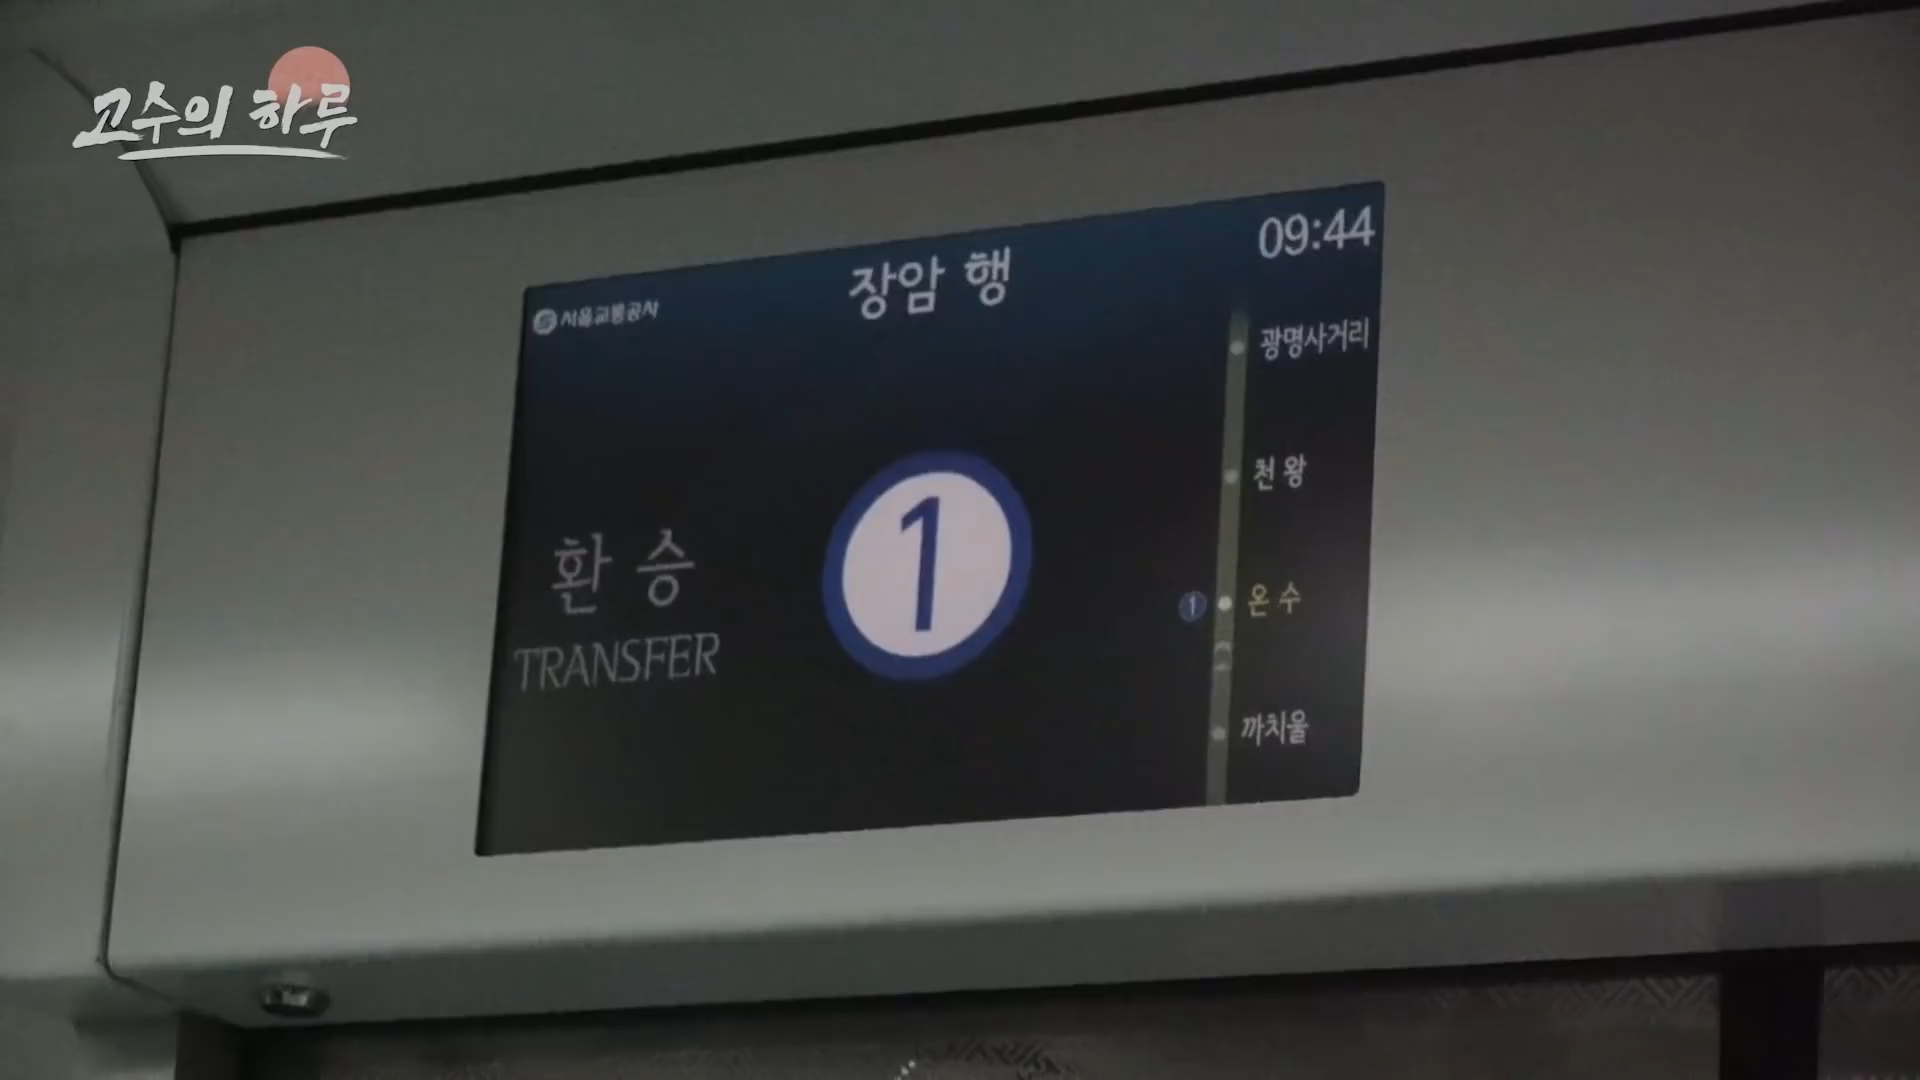 고수의 하루
서울교통공사
장암 행
09:44
환 승
TRANSFER
1
광명사거리
천 왕
1
온 수
까치울